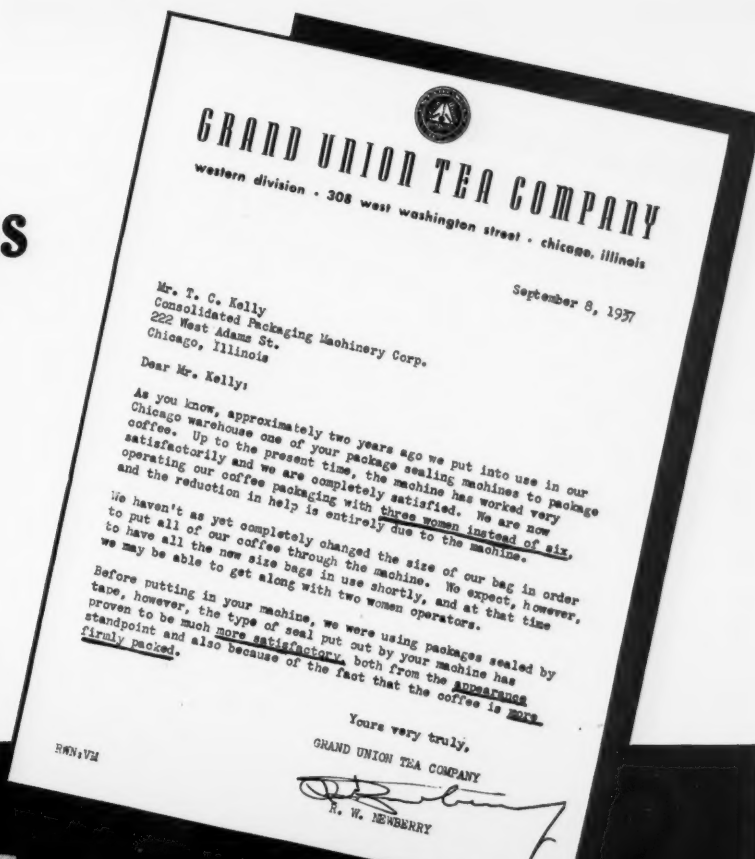 S
GRAND UNION TEA COMPANY
western division • 308 west washington street • chicago, illinois
September 8, 1937
Mr. T. C. Kelly
Consolidated Packaging Machinery Corp.
222 West Adams St.
Chicago, Illinois
Dear Mr. Kelly:
As you know, approximately two years ago we put into use in our
Chicago warehouse one of your package sealing machines to package
coffee. Up to the present time, the machine has worked very
satisfactorily and we are completely satisfied. We are now
operating our coffee packaging with three women instead of six,
and the reduction in help is entirely due to the machine.
We haven't as yet completely changed the size of our bag in order
to put all of our coffee through the machine. We expect, however,
to have all the new size bags in use shortly, and at that time
we may be able to get along with two women operators.
Before putting in your machine, we were using packages sealed by
tape, however, the type of seal put out by your machine has
proven to be much more satisfactory, both from the appearance
standpoint and also because of the fact that the coffee is more
firmly packed.
Yours very truly,
GRAND UNION TEA COMPANY
R. W. NEWBERRY
RWN:VM